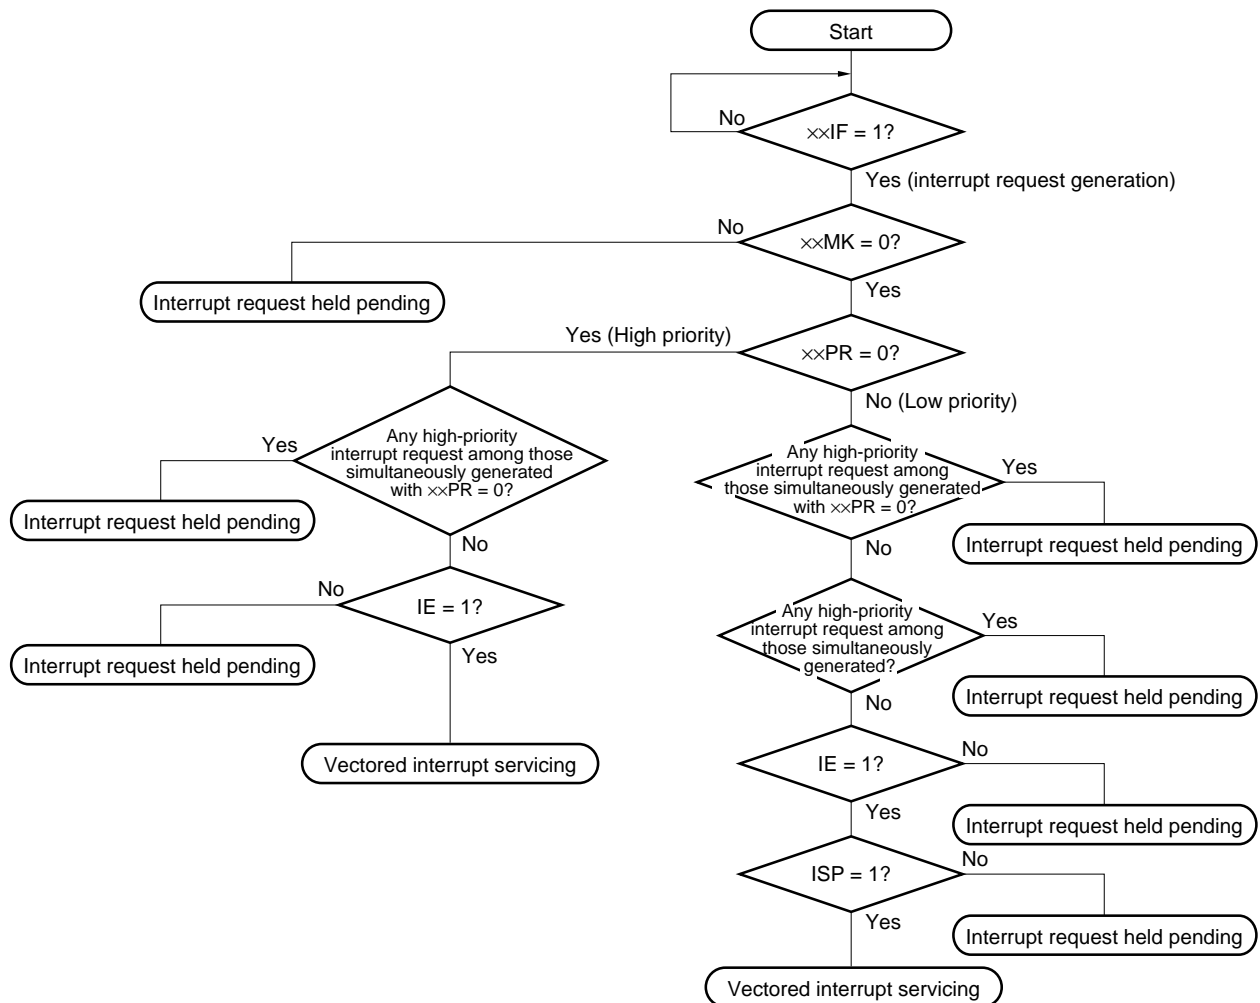 Start
No
××IF = 1?
Yes (interrupt request generation)
No
××MK = 0?
Interrupt request held pending
Yes
Yes (High priority)
××PR = 0?
No (Low priority)
Yes
Any high-priority
interrupt request among those
simultaneously generated
with ××PR = 0?
Any high-priority
interrupt request among
those simultaneously generated
with ××PR = 0?
Yes
Interrupt request held pending
No
Interrupt request held pending
No
No
IE = 1?
Any high-priority
interrupt request among
those simultaneously
generated?
Yes
Interrupt request held pending
Yes
Interrupt request held pending
No
Vectored interrupt servicing
IE = 1?
No
Yes
Interrupt request held pending
ISP = 1?
No
Yes
Interrupt request held pending
Vectored interrupt servicing